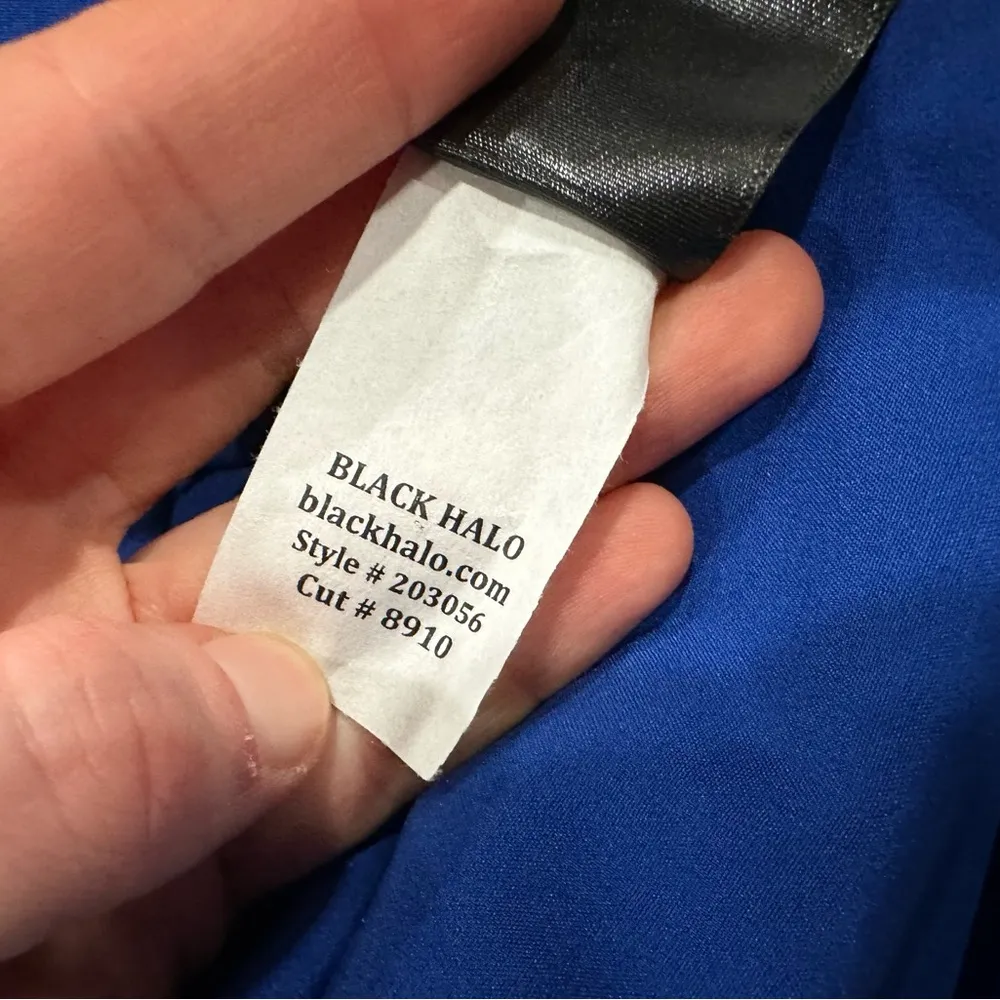 BLACK HALO
blackhalo.com
Style # 203056
Cut # 8910